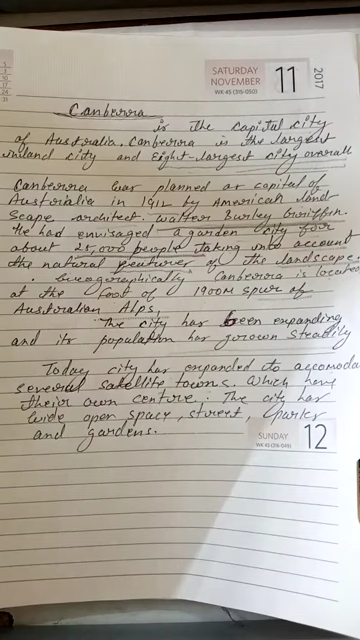 SATURDAY
NOVEMBER
WK 45 (315-050)
11
2017
Canberra
is the capital city
of Australia. Canberra is the largest
inland city and Eight-largest city overall
Canberra was planned as capital of
Australia in 1912 by American land
Scape architect. Walter Burley Griffin.
He had envisaged a garden city for
about 25,000 people taking into account
the natural features of the landscape.
. Geographically Canberra is located
at the foot of 1900M spur of
Australian Alps.
The city has been expanding
and its population has grown steadily
Today city has expanded to accomoda
several satellite towns. Which have
their own centre. The city has
wide open space, street, parks
and gardens.
SUNDAY
WK 45 (316-049)
12